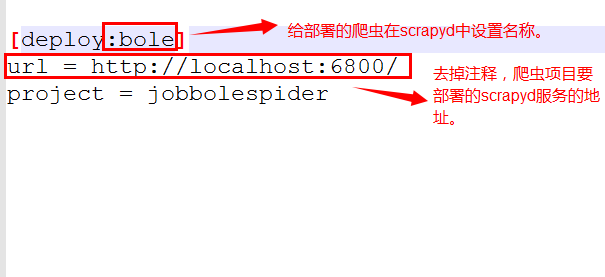 [deploy:bole]
给部署的爬虫在scrapyd中设置名称。
url = http://localhost:6800/
project = jobbolespider
去掉注释，爬虫项目要
部署的scrapyd服务的地
址。